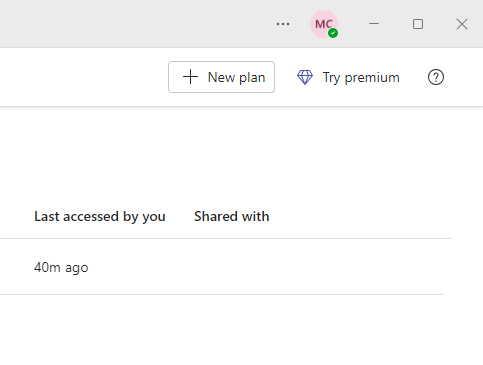 MC
New plan
Try premium
Last accessed by you
Shared with
40m ago